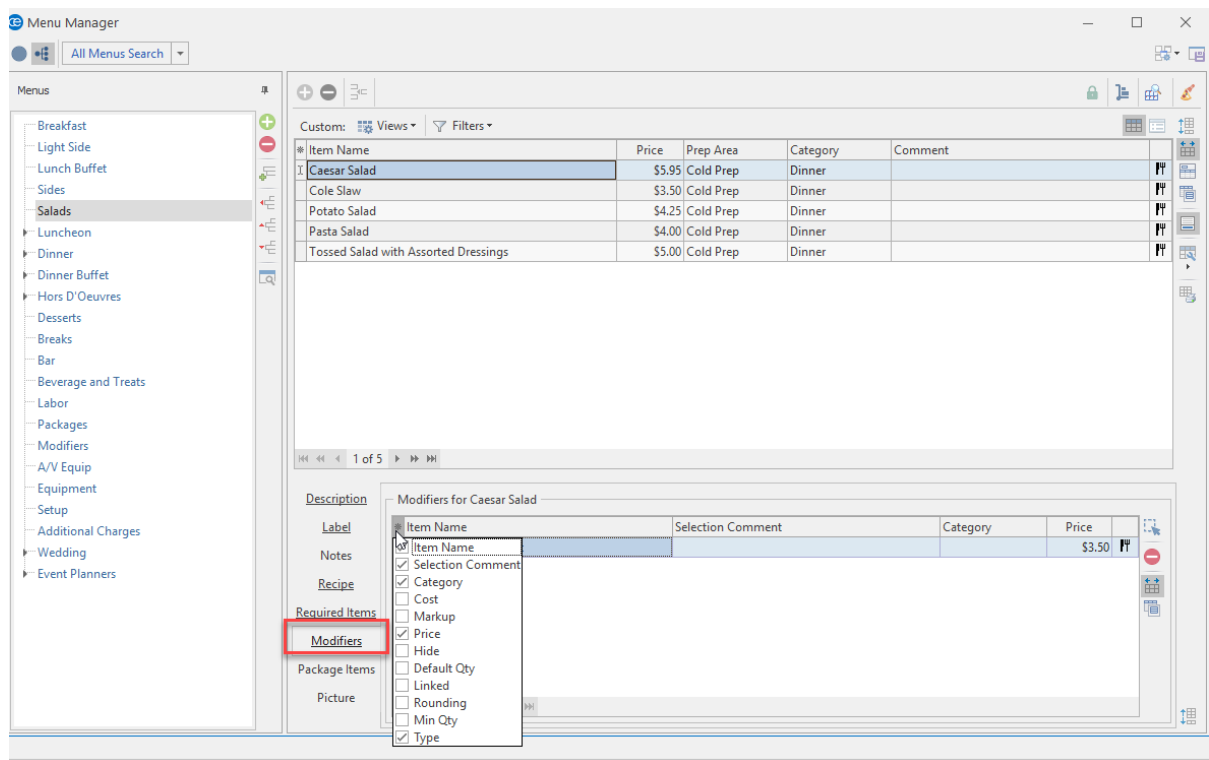 Menu Manager
All Menus Search
Menus
Breakfast
Light Side
Lunch Buffet
Sides
Salads
Luncheon
Dinner
Dinner Buffet
Hors D'Oeuvres
Desserts
Breaks
Bar
Beverage and Treats
Labor
Packages
Modifiers
A/V Equip
Equipment
Setup
Additional Charges
Wedding
Event Planners
Custom: Views Filters
* Item Name Price Prep Area Category Comment
Caesar Salad $5.95 Cold Prep Dinner
Cole Slaw $3.50 Cold Prep Dinner
Potato Salad $4.25 Cold Prep Dinner
Pasta Salad $4.00 Cold Prep Dinner
Tossed Salad with Assorted Dressings $5.00 Cold Prep Dinner
1 of 5
Description
Label
Notes
Recipe
Required Items
Modifiers
Package Items
Picture
Modifiers for Caesar Salad
Item Name Selection Comment Category Price
$3.50
Item Name
Selection Comment
Category
Cost
Markup
Price
Hide
Default Qty
Linked
Rounding
Min Qty
Type